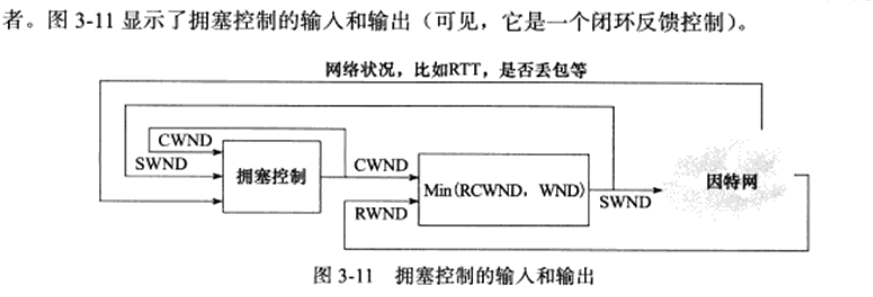 者。图 3-11 显示了拥塞控制的输入和输出（可见，它是一个闭环反馈控制）。
网络状况，比如RTT，是否丢包等
CWND
SWND
拥塞控制
CWND
RWND
Min(RCWND，WND)
SWND
因特网
图 3-11 拥塞控制的输入和输出